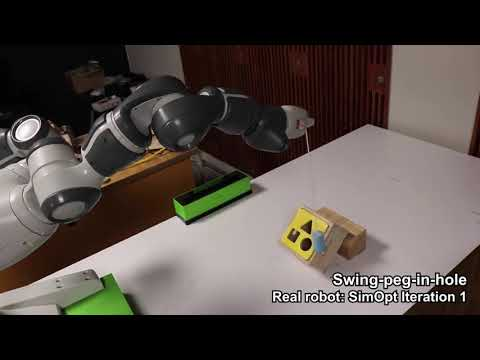 Swing-peg-in-hole
Real robot: SimOpt Iteration 1